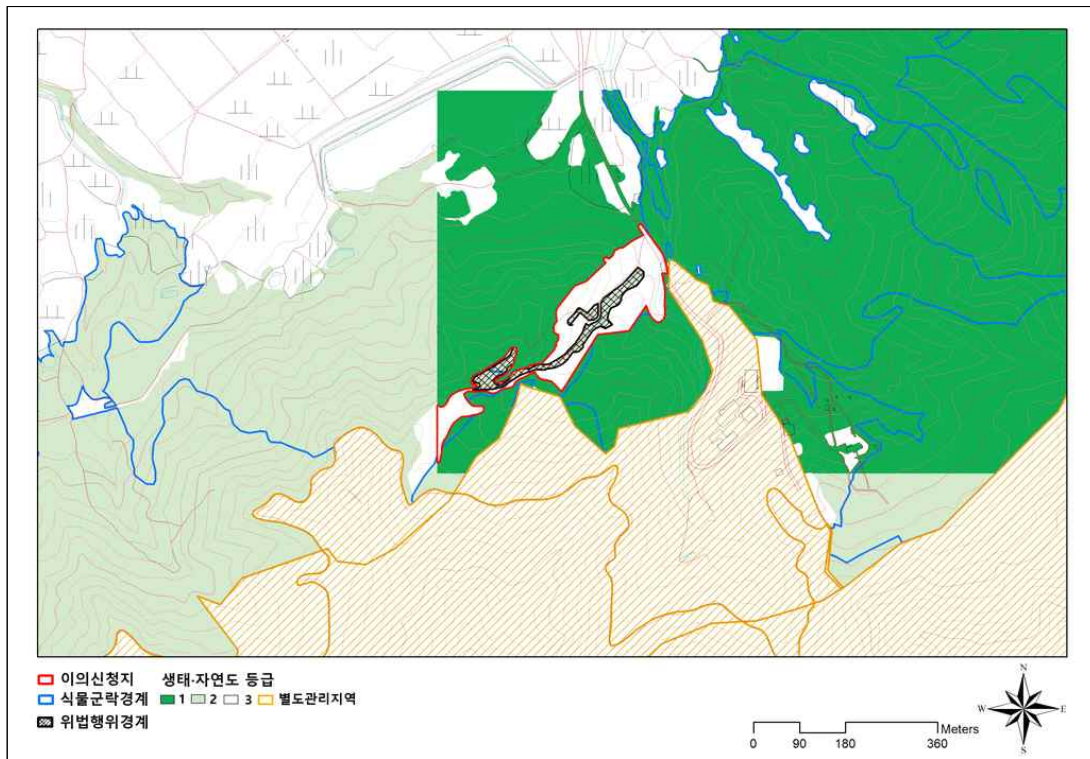 이의신청지 생태·자연도 등급
식물군락경계 1 2 3 별도관리지역
위법행위경계
N
W E
S
Meters
0 90 180 360